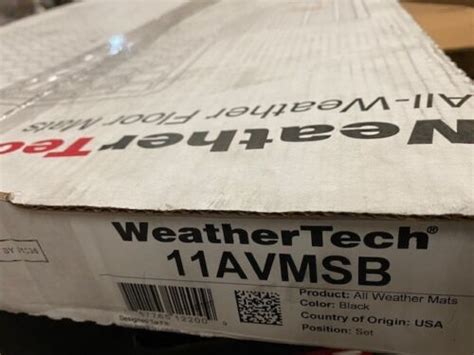 All-Weather Floor Mats
WeatherTech
WeatherTech®
11AVMSB
Product: All Weather Mats
Color: Black
Country of Origin: USA
Position: Set